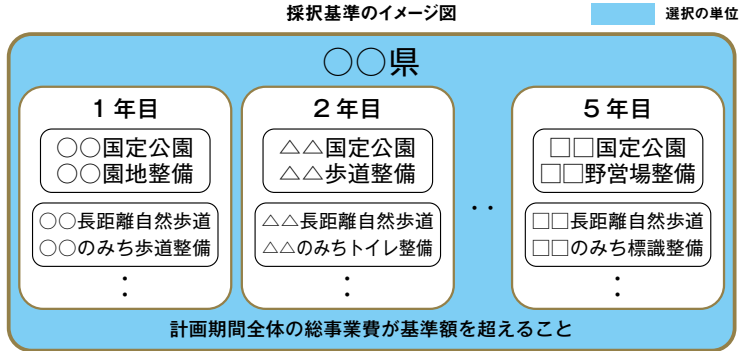 採択基準のイメージ図
選択の単位
○○県
1年目
○○国定公園
○○園地整備
○○長距離自然歩道
○○のみち歩道整備
：
2年目
△△国定公園
△△歩道整備
△△長距離自然歩道
△△のみちトイレ整備
：
・・
5年目
□□国定公園
□□野営場整備
□□長距離自然歩道
□□のみち標識整備
：
計画期間全体の総事業費が基準額を超えること